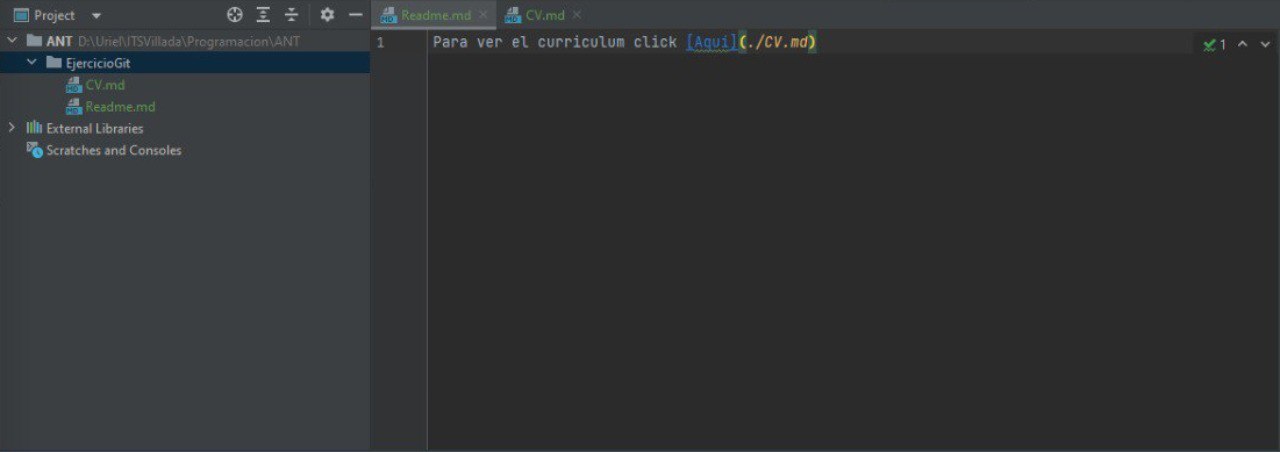 Project
ANT D:\Uriel\ITSVillada\Programacion\ANT
EjercicioGit
CV.md
Readme.md
External Libraries
Scratches and Consoles
Readme.md CV.md
1 Para ver el curriculum click [Aqui](./CV.md)
1